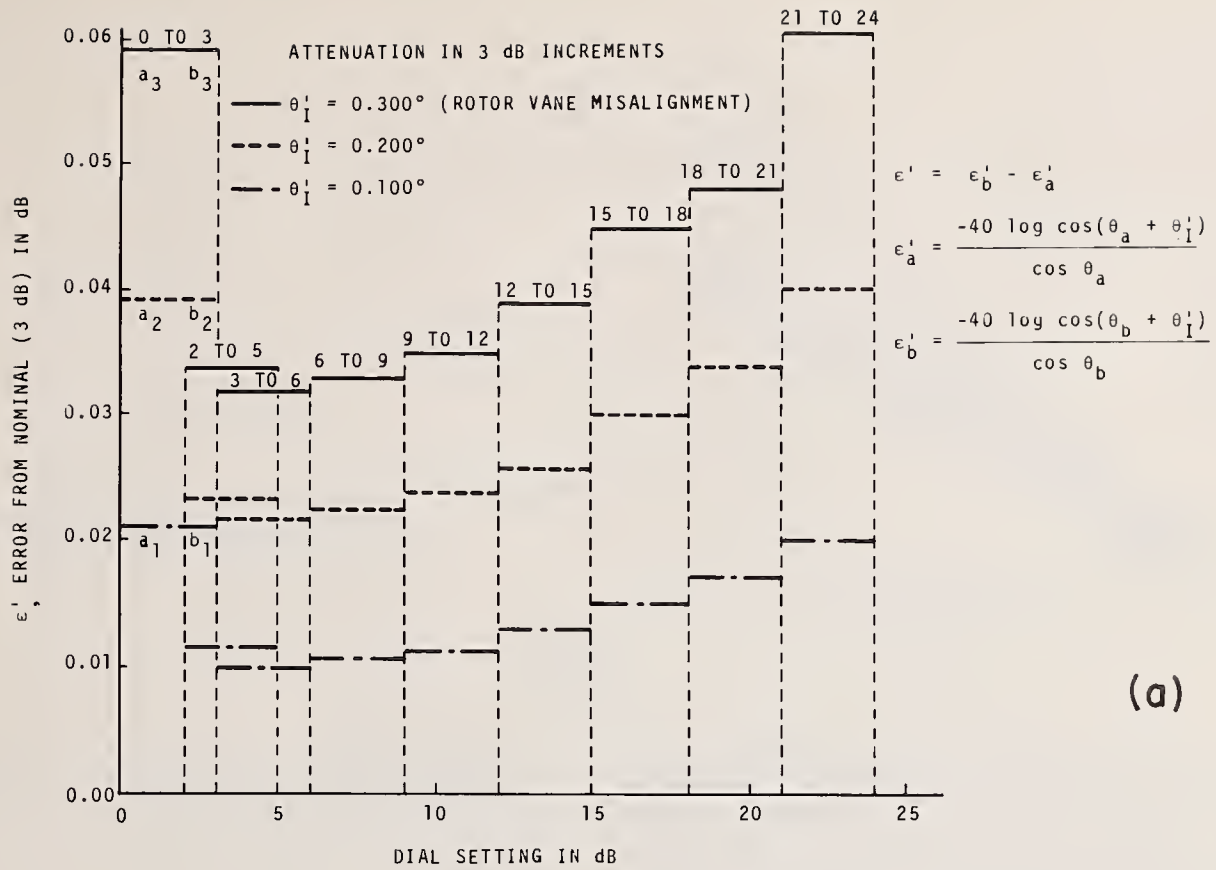 21 TO 24
0.06
0 TO 3
ATTENUATION IN 3 dB INCREMENTS
a3 b3
θ'I = 0.300° (ROTOR VANE MISALIGNMENT)
θ'I = 0.200°
θ'I = 0.100°
0.05
18 TO 21
ε' = ε'b - ε'a
15 TO 18
ε'a = -40 log cos(θa + θ'I)
cos θa
0.04
12 TO 15
a2 b2
ε'b = -40 log cos(θb + θ'I)
cos θb
2 TO 5
6 TO 9
9 TO 12
3 TO 6
0.03
0.02
a1 b1
0.01
(a)
0.00
0
5
10
15
20
25
DIAL SETTING IN dB
ε', ERROR FROM NOMINAL (3 dB) IN dB